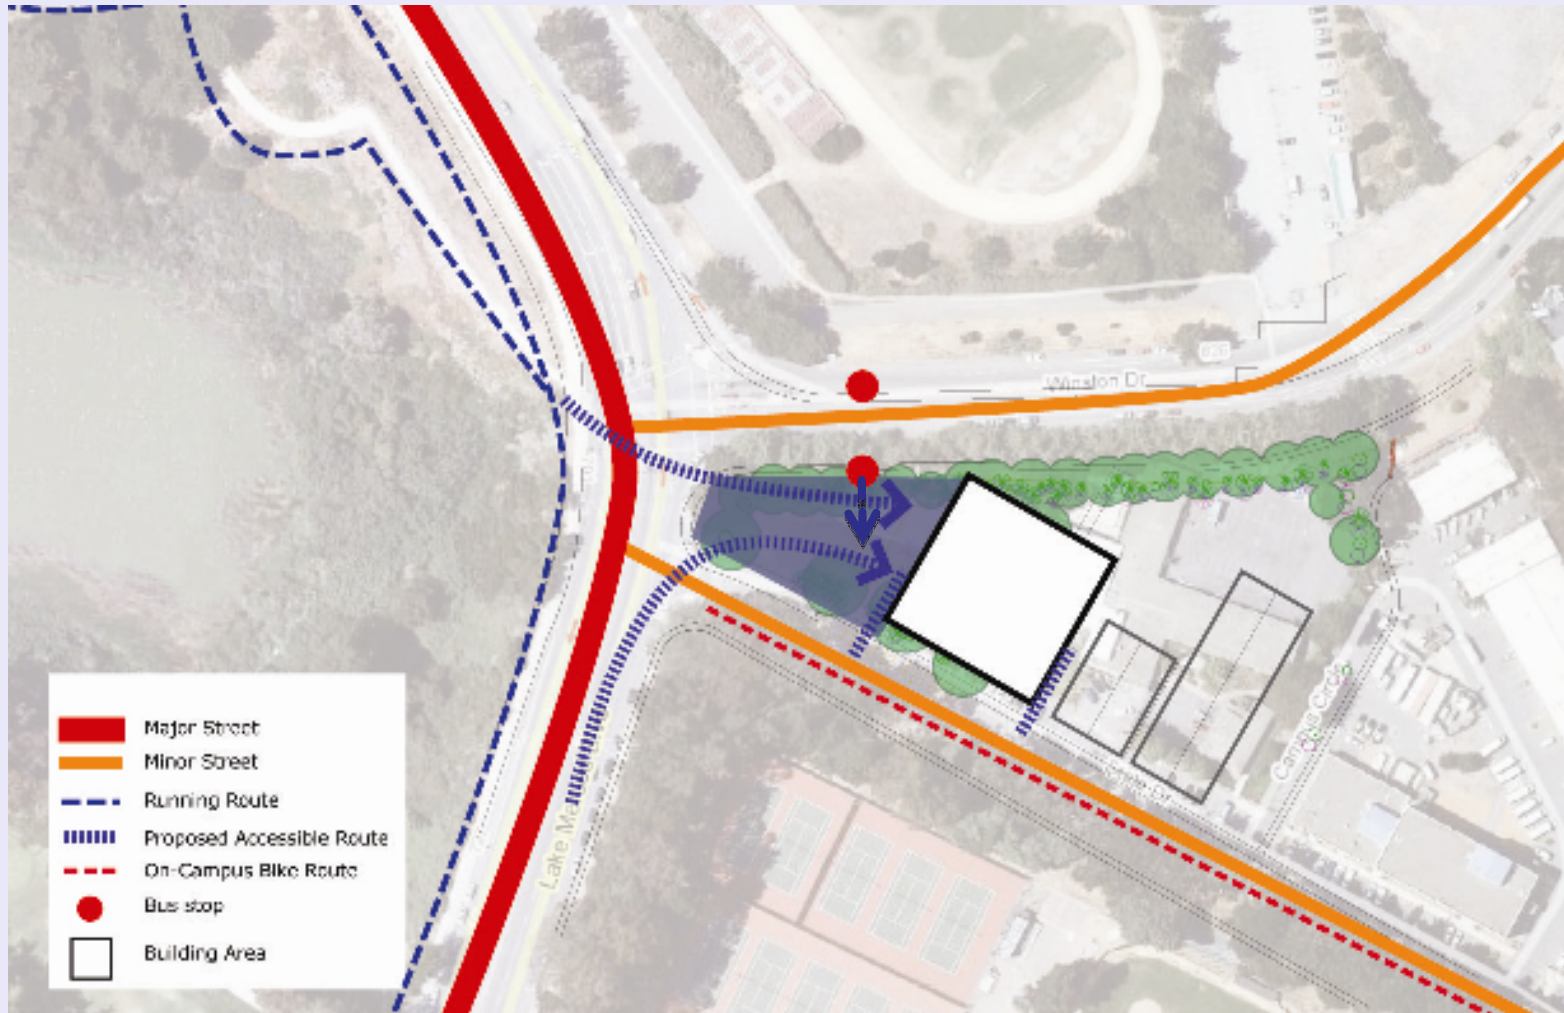 Winston Dr
Lake Me
Major Street
Minor Street
Running Route
Proposed Accessible Route
On-Campus Bike Route
Bus stop
Building Area